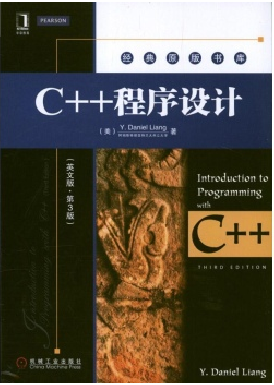 PEARSON
经典原版书库
C++程序设计
(美) Y. Daniel Liang 著
(英文版·第3版)
Introduction to
Programming
with
C++
THIRD EDITION
机械工业出版社
China Machine Press
Y. Daniel Liang